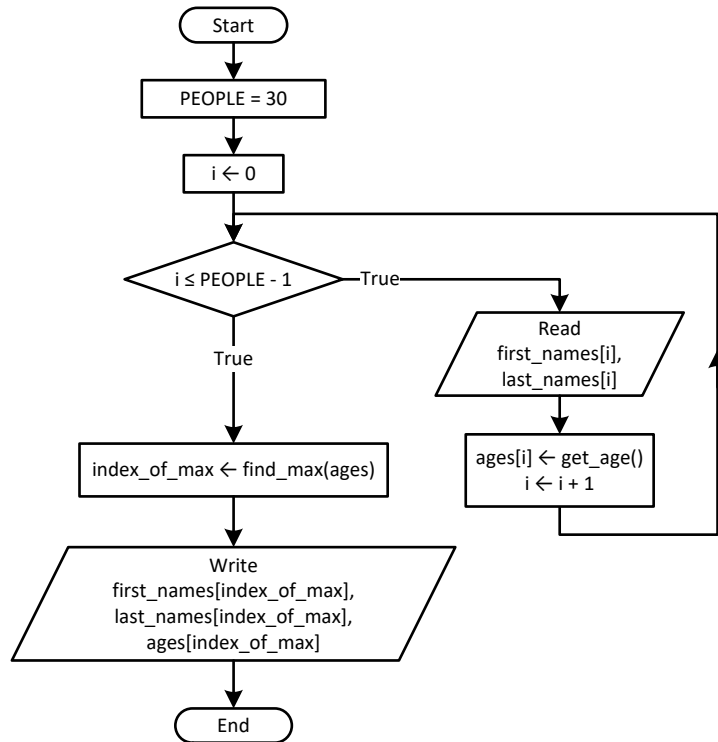 Start
PEOPLE = 30
i ← 0
i ≤ PEOPLE - 1
True
Read
first_names[i],
last_names[i]
True
ages[i] ← get_age()
i ← i + 1
index_of_max ← find_max(ages)
Write
first_names[index_of_max],
last_names[index_of_max],
ages[index_of_max]
End